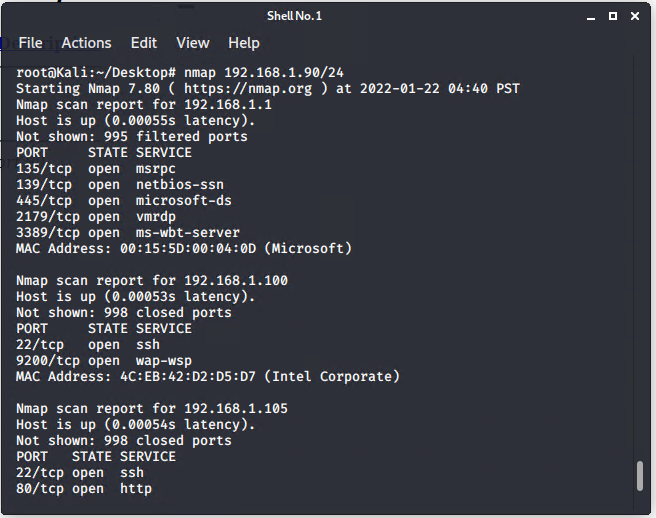 Shell No. 1
File Actions Edit View Help
root@Kali:~/Desktop# nmap 192.168.1.90/24
Starting Nmap 7.80 ( https://nmap.org ) at 2022-01-22 04:40 PST
Nmap scan report for 192.168.1.1
Host is up (0.00055s latency).
Not shown: 995 filtered ports
PORT     STATE SERVICE
135/tcp  open  msrpc
139/tcp  open  netbios-ssn
445/tcp  open  microsoft-ds
2179/tcp open  vmrdp
3389/tcp open  ms-wbt-server
MAC Address: 00:15:5D:00:04:0D (Microsoft)

Nmap scan report for 192.168.1.100
Host is up (0.00053s latency).
Not shown: 998 closed ports
PORT     STATE SERVICE
22/tcp   open  ssh
9200/tcp open  wap-wsp
MAC Address: 4C:EB:42:D2:D5:D7 (Intel Corporate)

Nmap scan report for 192.168.1.105
Host is up (0.00054s latency).
Not shown: 998 closed ports
PORT   STATE SERVICE
22/tcp open  ssh
80/tcp open  http